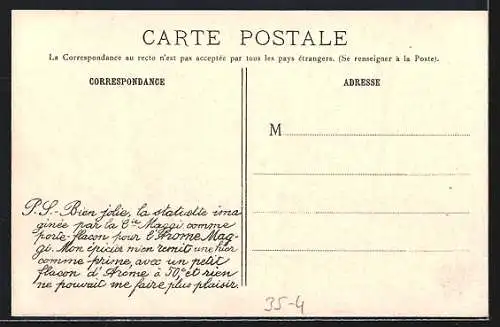 CARTE POSTALE
La Correspondance au recto n'est pas acceptée par tous les pays étrangers. (Se renseigner à la Poste).
CORRESPONDANCE
ADRESSE
M
P.S.- Bien jolie, la statuette ima
ginée par la Cie Maggi comme
porte-flacon pour l'Arome Mag-
gi. Mon épicier m'en remit une hier
comme prime, avec un petit
flacon d'Arome à 50,ct et rien
ne pouvait me faire plus plaisir.
35-4